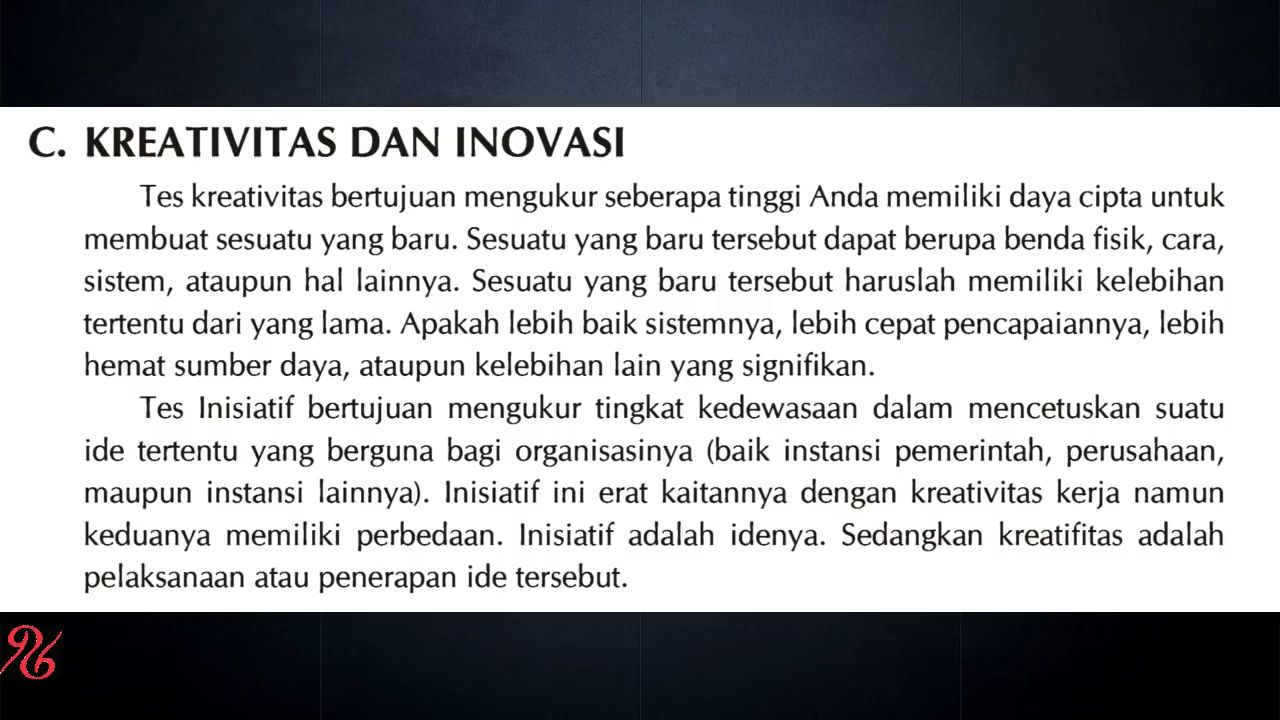 C. KREATIVITAS DAN INOVASI
Tes kreativitas bertujuan mengukur seberapa tinggi Anda memiliki daya cipta untuk
membuat sesuatu yang baru. Sesuatu yang baru tersebut dapat berupa benda fisik, cara,
sistem, ataupun hal lainnya. Sesuatu yang baru tersebut haruslah memiliki kelebihan
tertentu dari yang lama. Apakah lebih baik sistemnya, lebih cepat pencapaiannya, lebih
hemat sumber daya, ataupun kelebihan lain yang signifikan.
Tes Inisiatif bertujuan mengukur tingkat kedewasaan dalam mencetuskan suatu
ide tertentu yang berguna bagi organisasinya (baik instansi pemerintah, perusahaan,
maupun instansi lainnya). Inisiatif ini erat kaitannya dengan kreativitas kerja namun
keduanya memiliki perbedaan. Inisiatif adalah idenya. Sedangkan kreatifitas adalah
pelaksanaan atau penerapan ide tersebut.